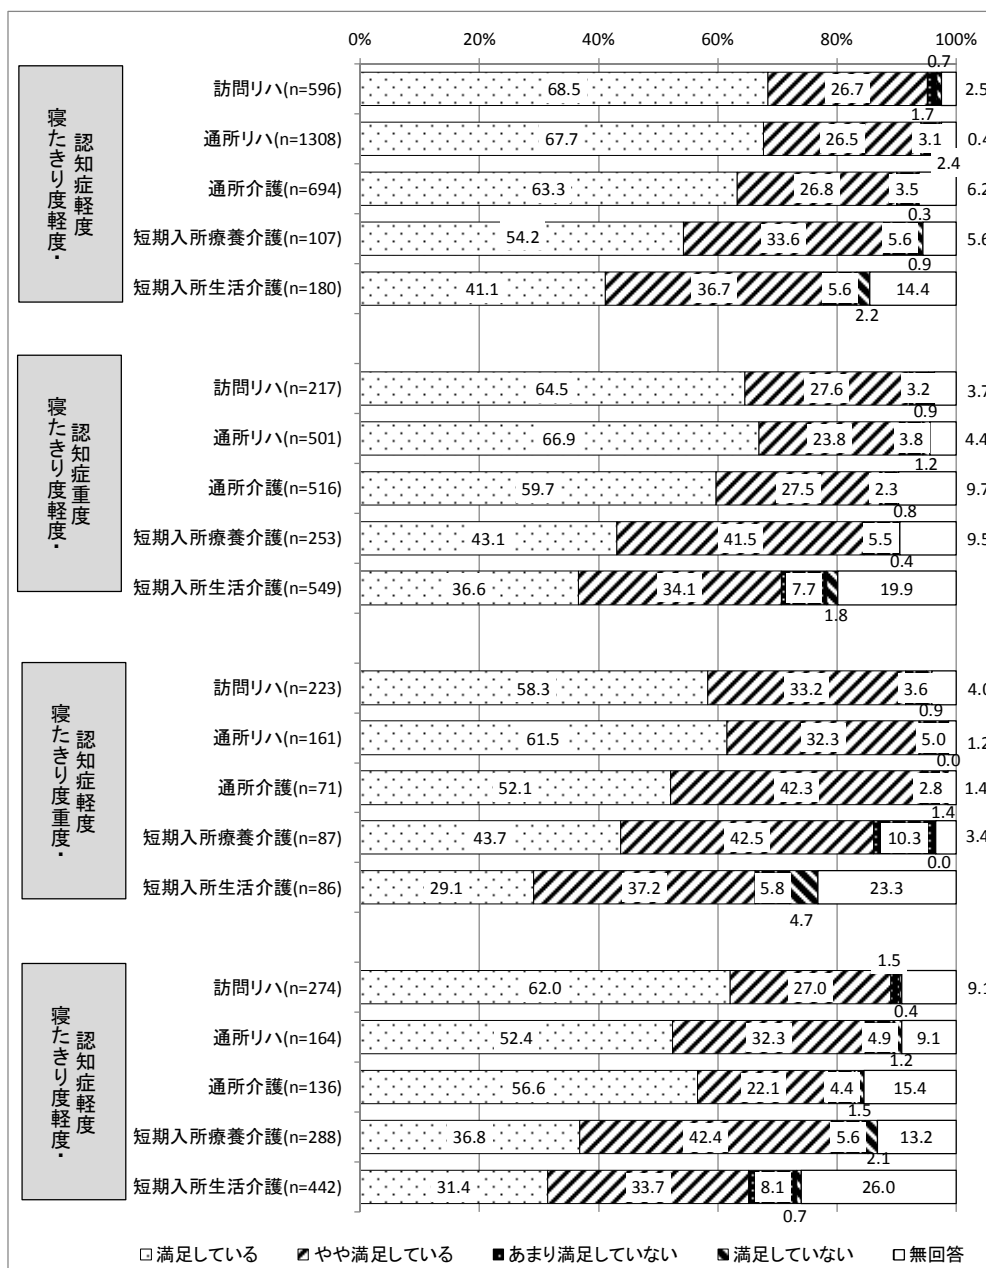 0% 20% 40% 60% 80% 100%
寝たきり度軽度・
認知症軽度
訪問リハ(n=596) 68.5 26.7 1.7 0.7 2.5
通所リハ(n=1308) 67.7 26.5 3.1 2.4 0.4
通所介護(n=694) 63.3 26.8 3.5 0.3 6.2
短期入所療養介護(n=107) 54.2 33.6 5.6 0.9 5.6
短期入所生活介護(n=180) 41.1 36.7 5.6 2.2 14.4
寝たきり度軽度・
認知症重度
訪問リハ(n=217) 64.5 27.6 3.2 0.9 3.7
通所リハ(n=501) 66.9 23.8 3.8 1.2 4.4
通所介護(n=516) 59.7 27.5 2.3 0.8 9.7
短期入所療養介護(n=253) 43.1 41.5 5.5 0.4 9.5
短期入所生活介護(n=549) 36.6 34.1 7.7 1.8 19.9
寝たきり度重度・
認知症軽度
訪問リハ(n=223) 58.3 33.2 3.6 0.9 4.0
通所リハ(n=161) 61.5 32.3 5.0 0.0 1.2
通所介護(n=71) 52.1 42.3 2.8 1.4 1.4
短期入所療養介護(n=87) 43.7 42.5 10.3 0.0 3.4
短期入所生活介護(n=86) 29.1 37.2 5.8 4.7 23.3
寝たきり度軽度・
認知症軽度
訪問リハ(n=274) 62.0 27.0 1.5 0.4 9.1
通所リハ(n=164) 52.4 32.3 4.9 1.2 9.1
通所介護(n=136) 56.6 22.1 4.4 1.5 15.4
短期入所療養介護(n=288) 36.8 42.4 5.6 2.1 13.2
短期入所生活介護(n=442) 31.4 33.7 8.1 0.7 26.0
満足している やや満足している あまり満足していない 満足していない 無回答